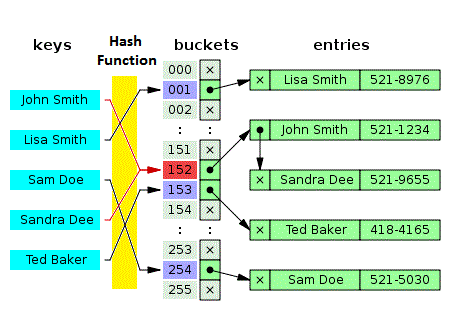 keys
Hash
Function
buckets
entries
John Smith
Lisa Smith
Sam Doe
Sandra Dee
Ted Baker
000 ×
001
002 ×
: :
151 ×
152
153
154 ×
: :
253 ×
254
255 ×
× Lisa Smith 521-8976
John Smith 521-1234
× Sandra Dee 521-9655
× Ted Baker 418-4165
× Sam Doe 521-5030